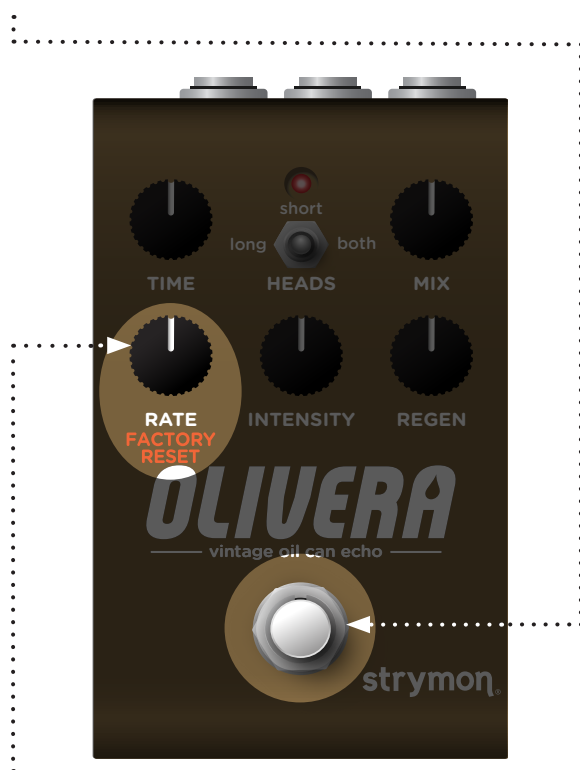 short
long both
TIME HEADS MIX
RATE INTENSITY REGEN
FACTORY
RESET
OLIVERA
vintage oil can echo
strymon®